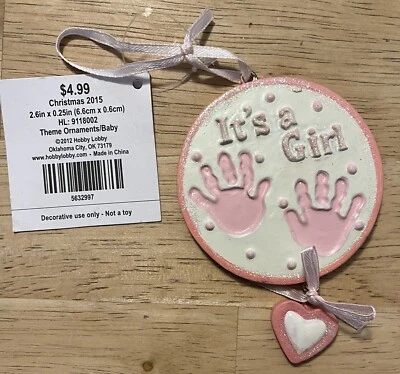 $4.99
Christmas 2015
2.6in x 0.25in (6.6cm x 0.6cm)
HL: 9118002
Theme Ornaments/Baby
©2012 Hobby Lobby
Oklahoma City, OK 73179
www.hobbylobby.com - Made in China
5632997
Decorative use only - Not a toy
It's a
Girl